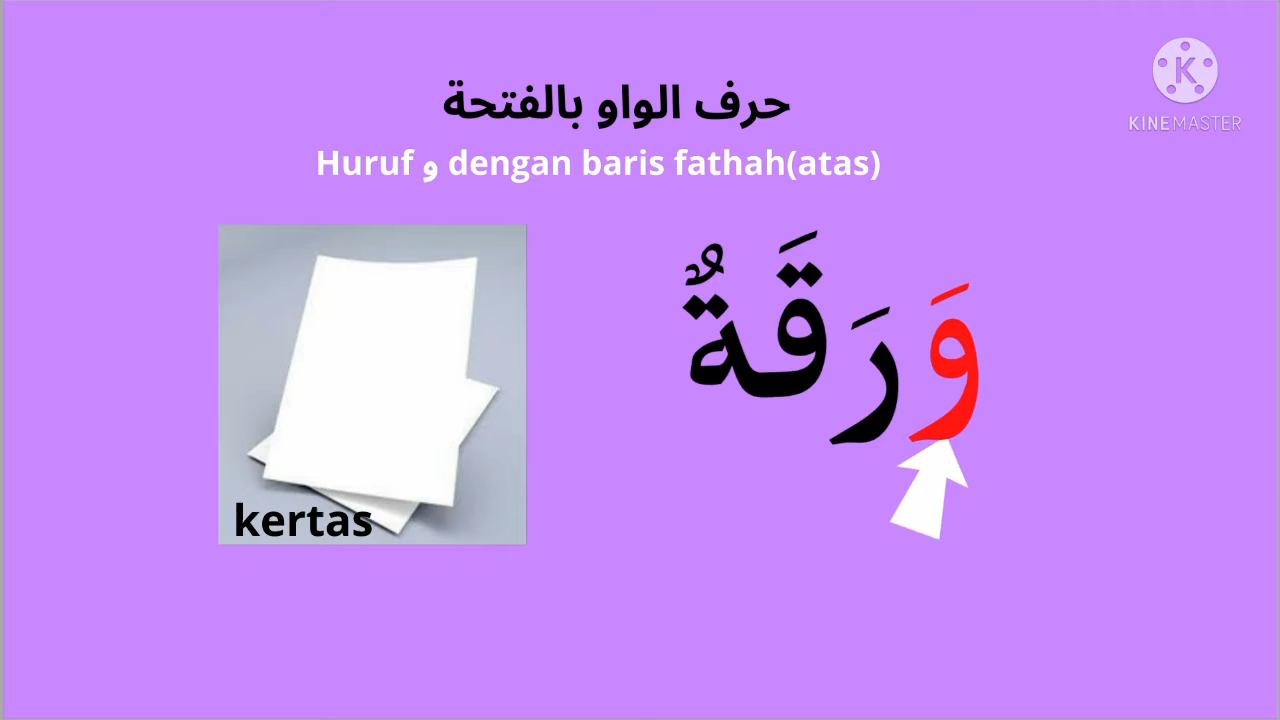 حرف الواو بالفتحة
Huruf و dengan baris fathah(atas)
وَرَقَةٌ
kertas
KINEMASTER